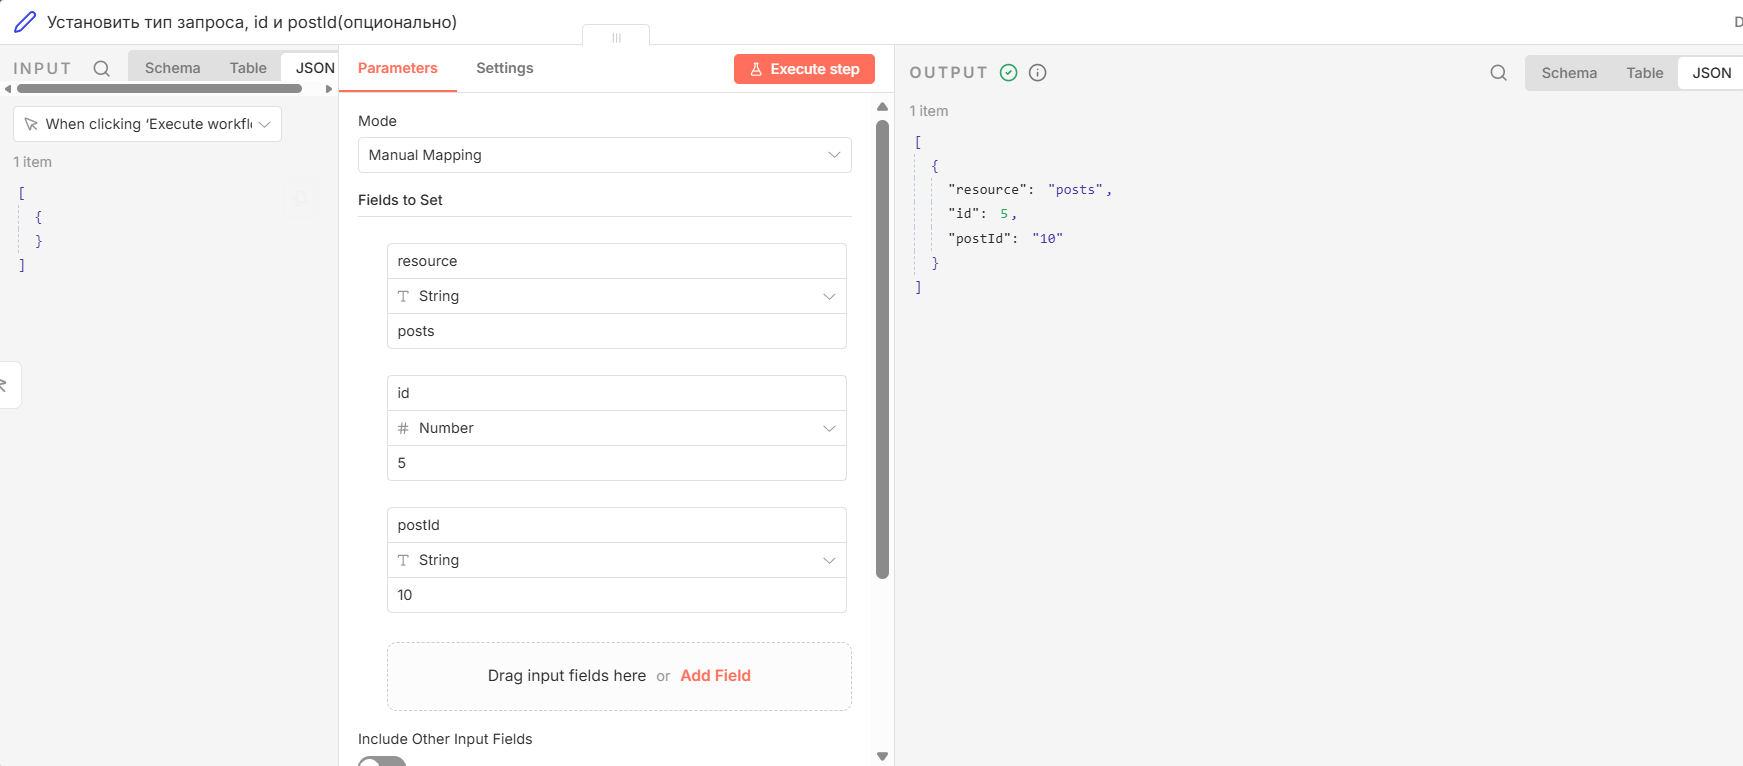 Установить тип запроса, id и postId(опционально)
INPUT
Schema
Table
JSON
When clicking ‘Execute workfl
1 item
[
{
}
]
Parameters
Settings
Execute step
Mode
Manual Mapping
Fields to Set
resource
String
posts
id
Number
5
postId
String
10
Drag input fields here or Add Field
Include Other Input Fields
OUTPUT
Schema
Table
JSON
1 item
[
{
"resource": "posts",
"id": 5,
"postId": "10"
}
]